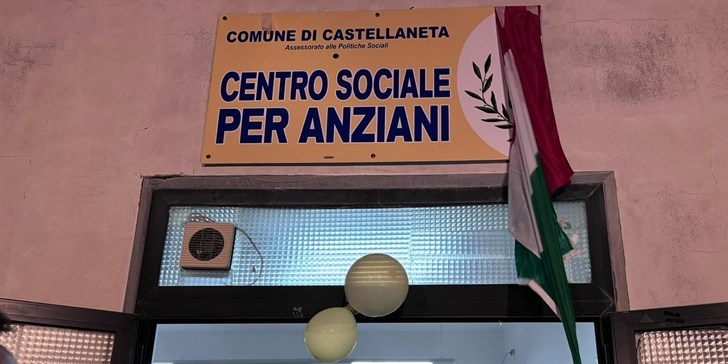 COMUNE DI CASTELLANETA
Assessorato alle Politiche Sociali
CENTRO SOCIALE
PER ANZIANI